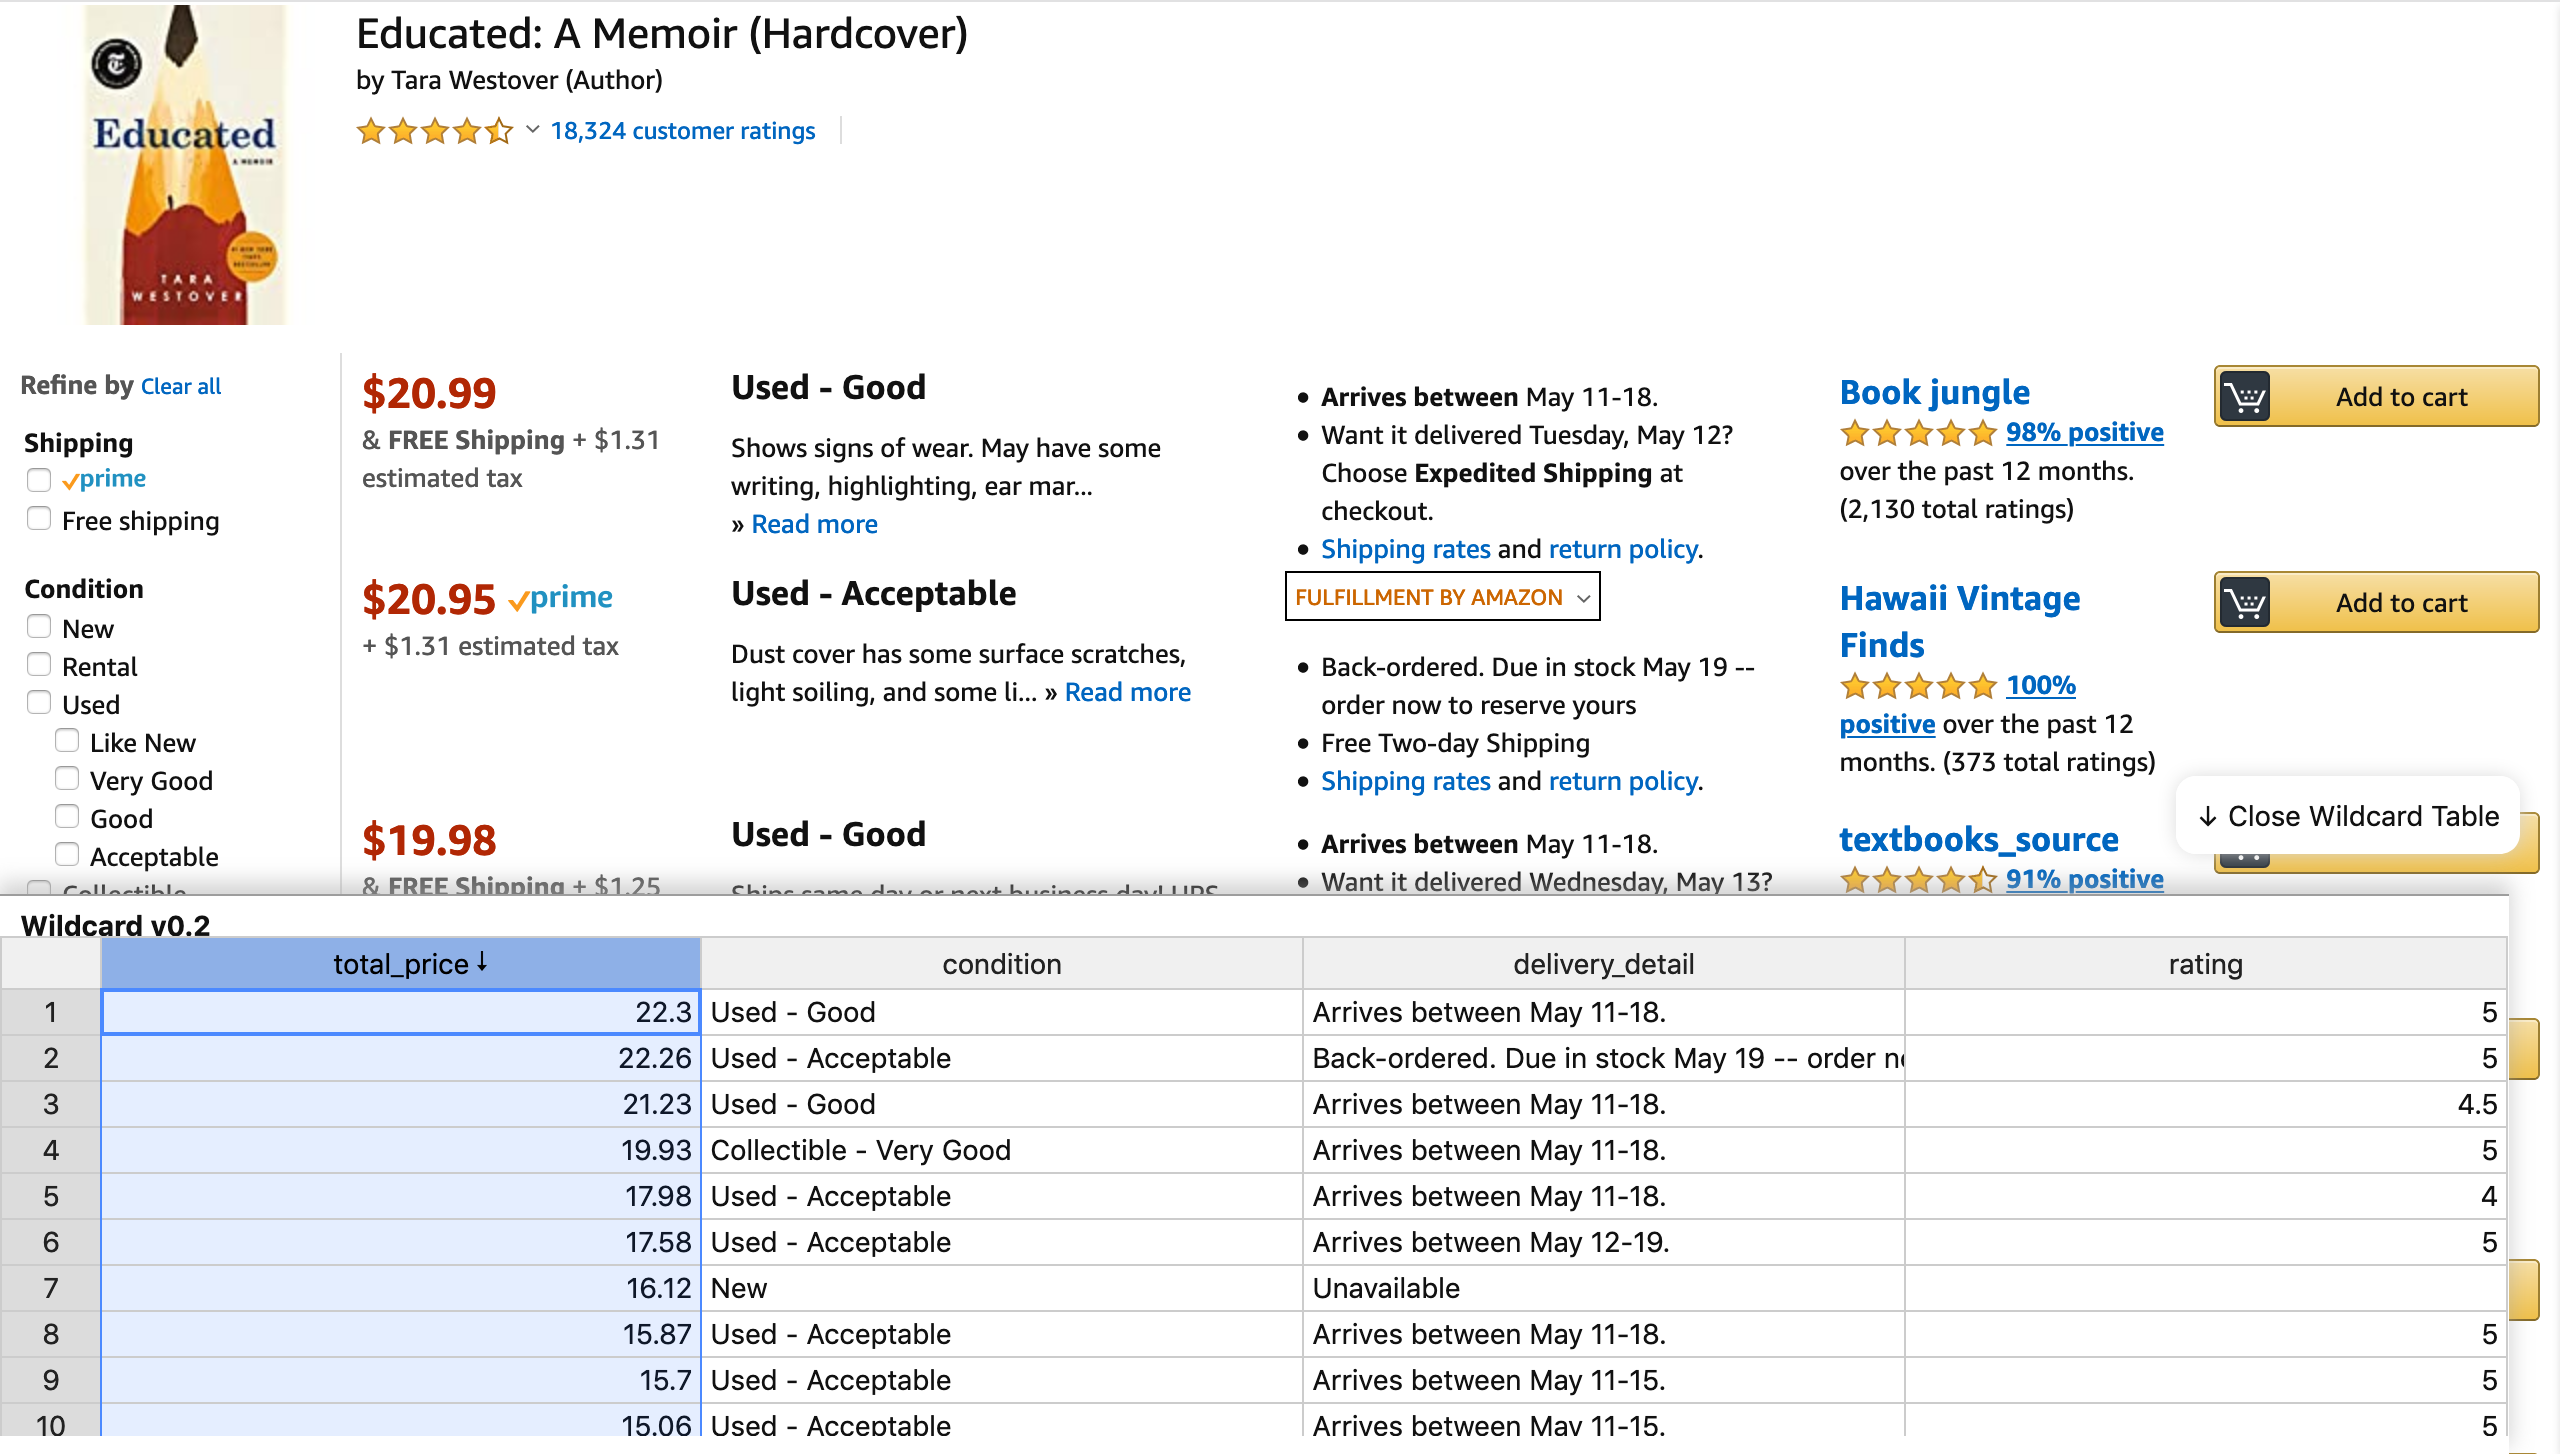 Educated
A MEMOIR
TARA
WESTOVER
Educated: A Memoir (Hardcover)
by Tara Westover (Author)
18,324 customer ratings
Refine by Clear all
Shipping
prime
Free shipping
Condition
New
Rental
Used
Like New
Very Good
Good
Acceptable
Collectible
$20.99
& FREE Shipping + $1.31
estimated tax
Used - Good
Shows signs of wear. May have some
writing, highlighting, ear mar...
» Read more
• Arrives between May 11-18.
• Want it delivered Tuesday, May 12?
Choose Expedited Shipping at
checkout.
• Shipping rates and return policy.
Book jungle
98% positive
over the past 12 months.
(2,130 total ratings)
Add to cart
$20.95 prime
+ $1.31 estimated tax
Used - Acceptable
Dust cover has some surface scratches,
light soiling, and some li... » Read more
FULFILLMENT BY AMAZON
• Back-ordered. Due in stock May 19 --
order now to reserve yours
• Free Two-day Shipping
• Shipping rates and return policy.
Hawaii Vintage
Finds
100%
positive over the past 12
months. (373 total ratings)
Add to cart
$19.98
& FREE Shipping + $1.25
Used - Good
Ships same day or next business day! UPS
• Arrives between May 11-18.
• Want it delivered Wednesday, May 13?
textbooks_source
91% positive
↓ Close Wildcard Table
Wildcard v0.2
total_price ↓ condition delivery_detail rating
1 22.3 Used - Good Arrives between May 11-18. 5
2 22.26 Used - Acceptable Back-ordered. Due in stock May 19 -- order 5
3 21.23 Used - Good Arrives between May 11-18. 4.5
4 19.93 Collectible - Very Good Arrives between May 11-18. 5
5 17.98 Used - Acceptable Arrives between May 11-18. 4
6 17.58 Used - Acceptable Arrives between May 12-19. 5
7 16.12 New Unavailable
8 15.87 Used - Acceptable Arrives between May 11-18. 5
9 15.7 Used - Acceptable Arrives between May 11-15. 5
10 15.06 Used - Acceptable Arrives between May 11-15. 5